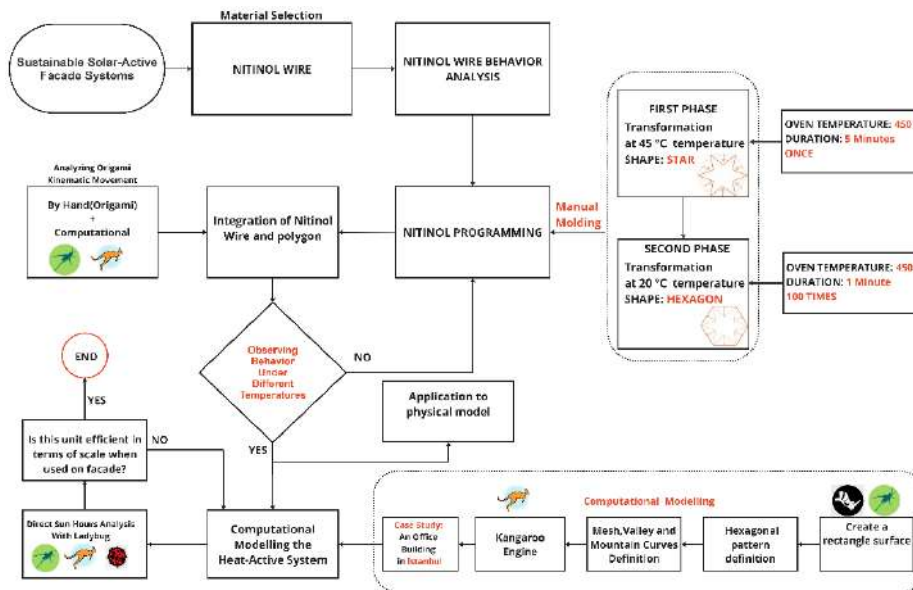 Material Selection
Sustainable Solar-Active
Facade Systems
NITINOL WIRE
NITINOL WIRE BEHAVIOR
ANALYSIS
FIRST PHASE
Transformation
at 45 °C temperature
SHAPE: STAR
OVEN TEMPERATURE: 450
DURATION: 5 Minutes
ONCE
Analyzing Origami
Kinematic Movement
By Hand(Origami)
+
Computational
Integration of Nitinol
Wire and polygon
NITINOL PROGRAMMING
Manual
Molding
SECOND PHASE
Transformation
at 20 °C temperature
SHAPE: HEXAGON
OVEN TEMPERATURE: 450
DURATION: 1 Minute
100 TIMES
Observing
Behavior
Under
Different
Temperatures
NO
YES
Application to
physical model
END
YES
Is this unit efficient in
terms of scale when
used on facade?
NO
Direct Sun Hours Analysis
With Ladybug
Computational
Modelling the
Heat-Active System
Computational Modelling
Case Study:
An Office
Building
in Istanbul
Kangaroo
Engine
Mesh,Valley and
Mountain Curves
Definition
Hexagonal
pattern
definition
Create a
rectangle surface